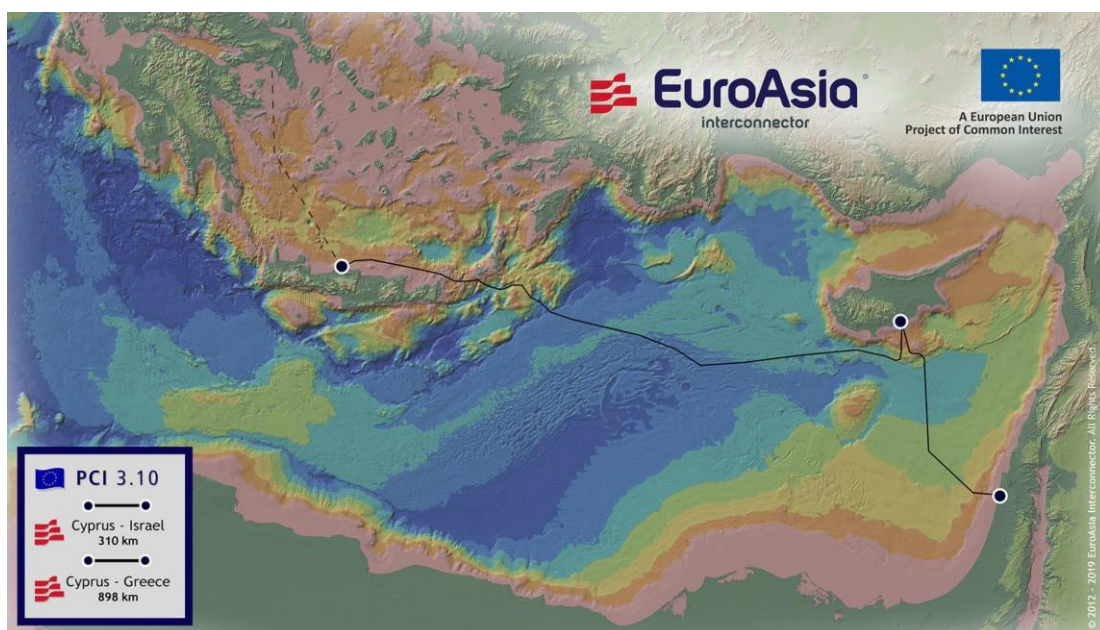 EuroAsia
interconnector
A European Union
Project of Common Interest
PCI 3.10
Cyprus - Israel
310 km
Cyprus - Greece
898 km
© 2012 - 2019 EuroAsia Interconnector. All Rights Reserved.